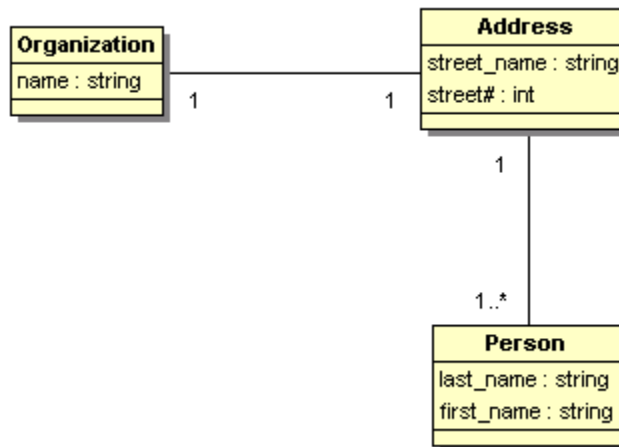 Organization
name : string
1
1
Address
street_name : string
street# : int
1
1..*
Person
last_name : string
first_name : string